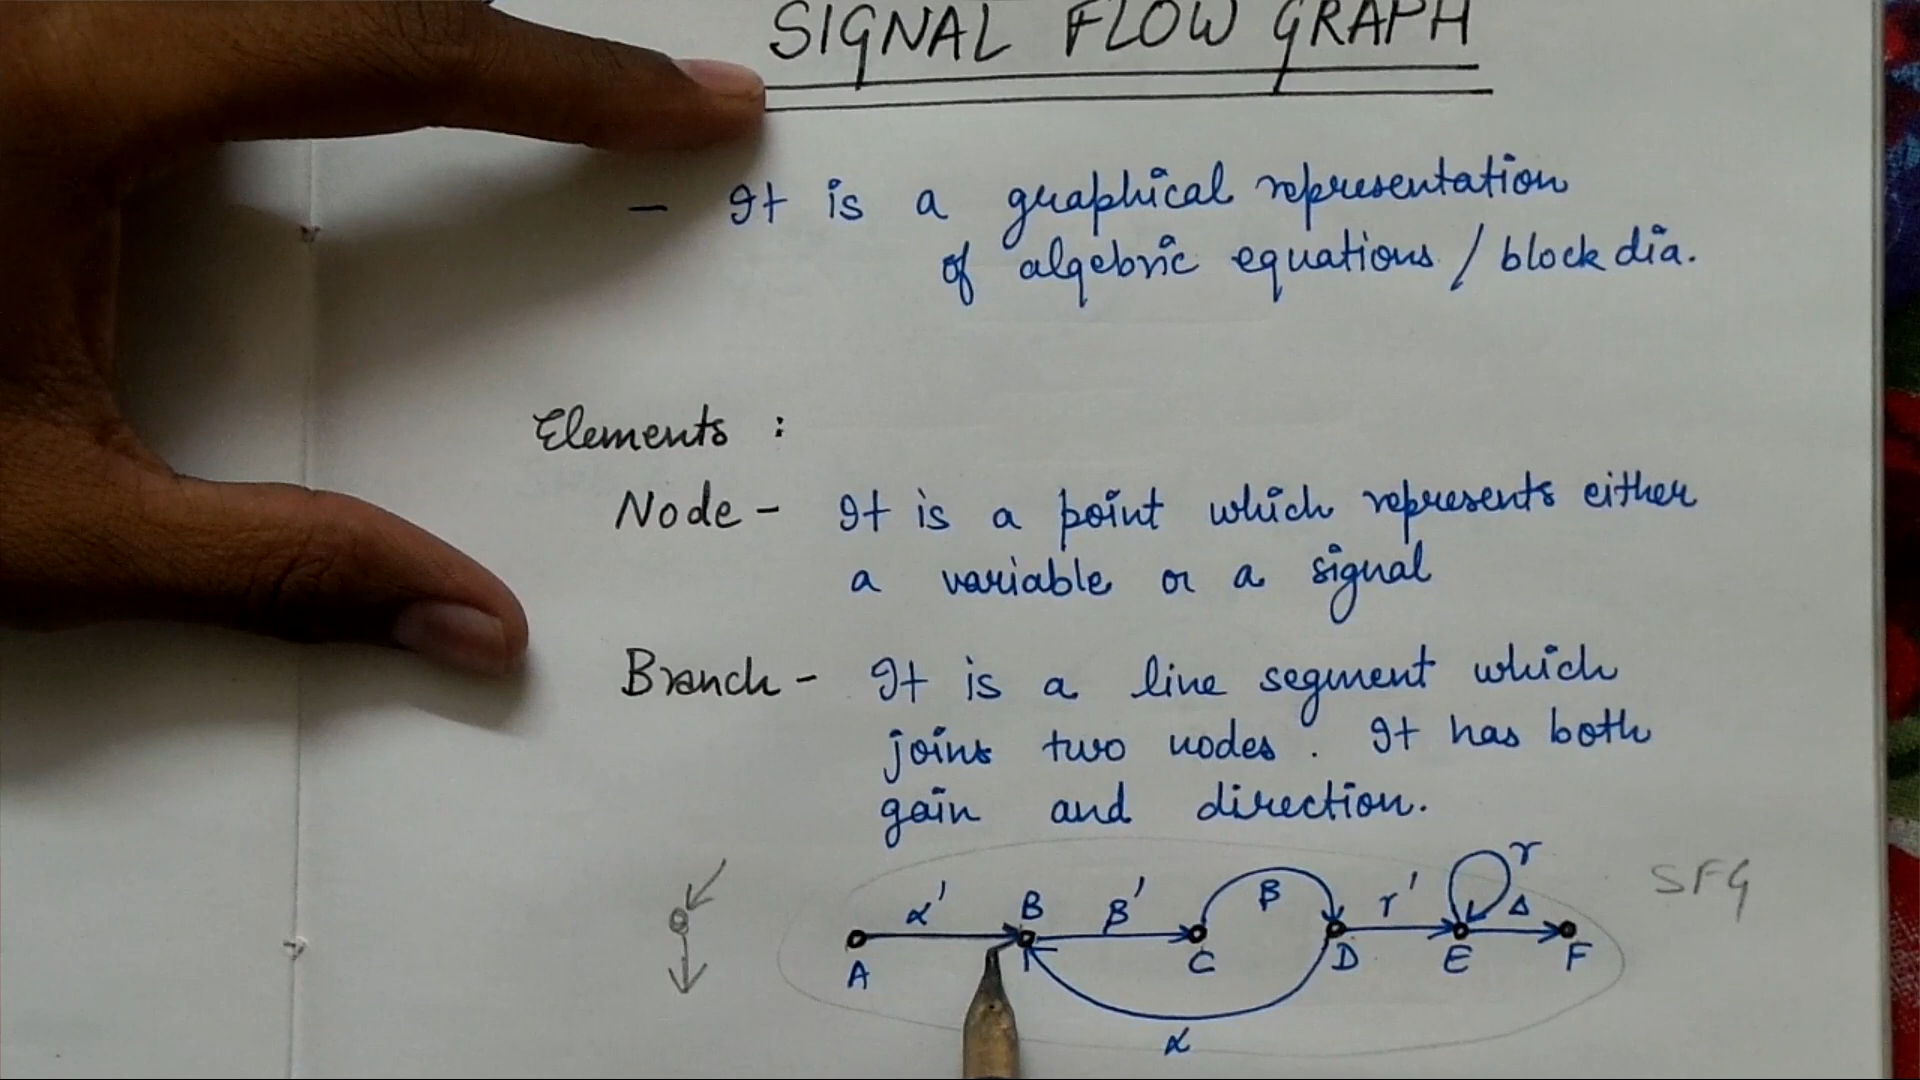 SIGNAL FLOW GRAPH
- It is a graphical representation
of algebric equations / block dia.
Elements :
Node - It is a point which represents either
a variable or a signal
Branch - It is a line segment which
joins two nodes. It has both
gain and direction.
α' B β' β γ' γ Δ SFG
A C D E F
α